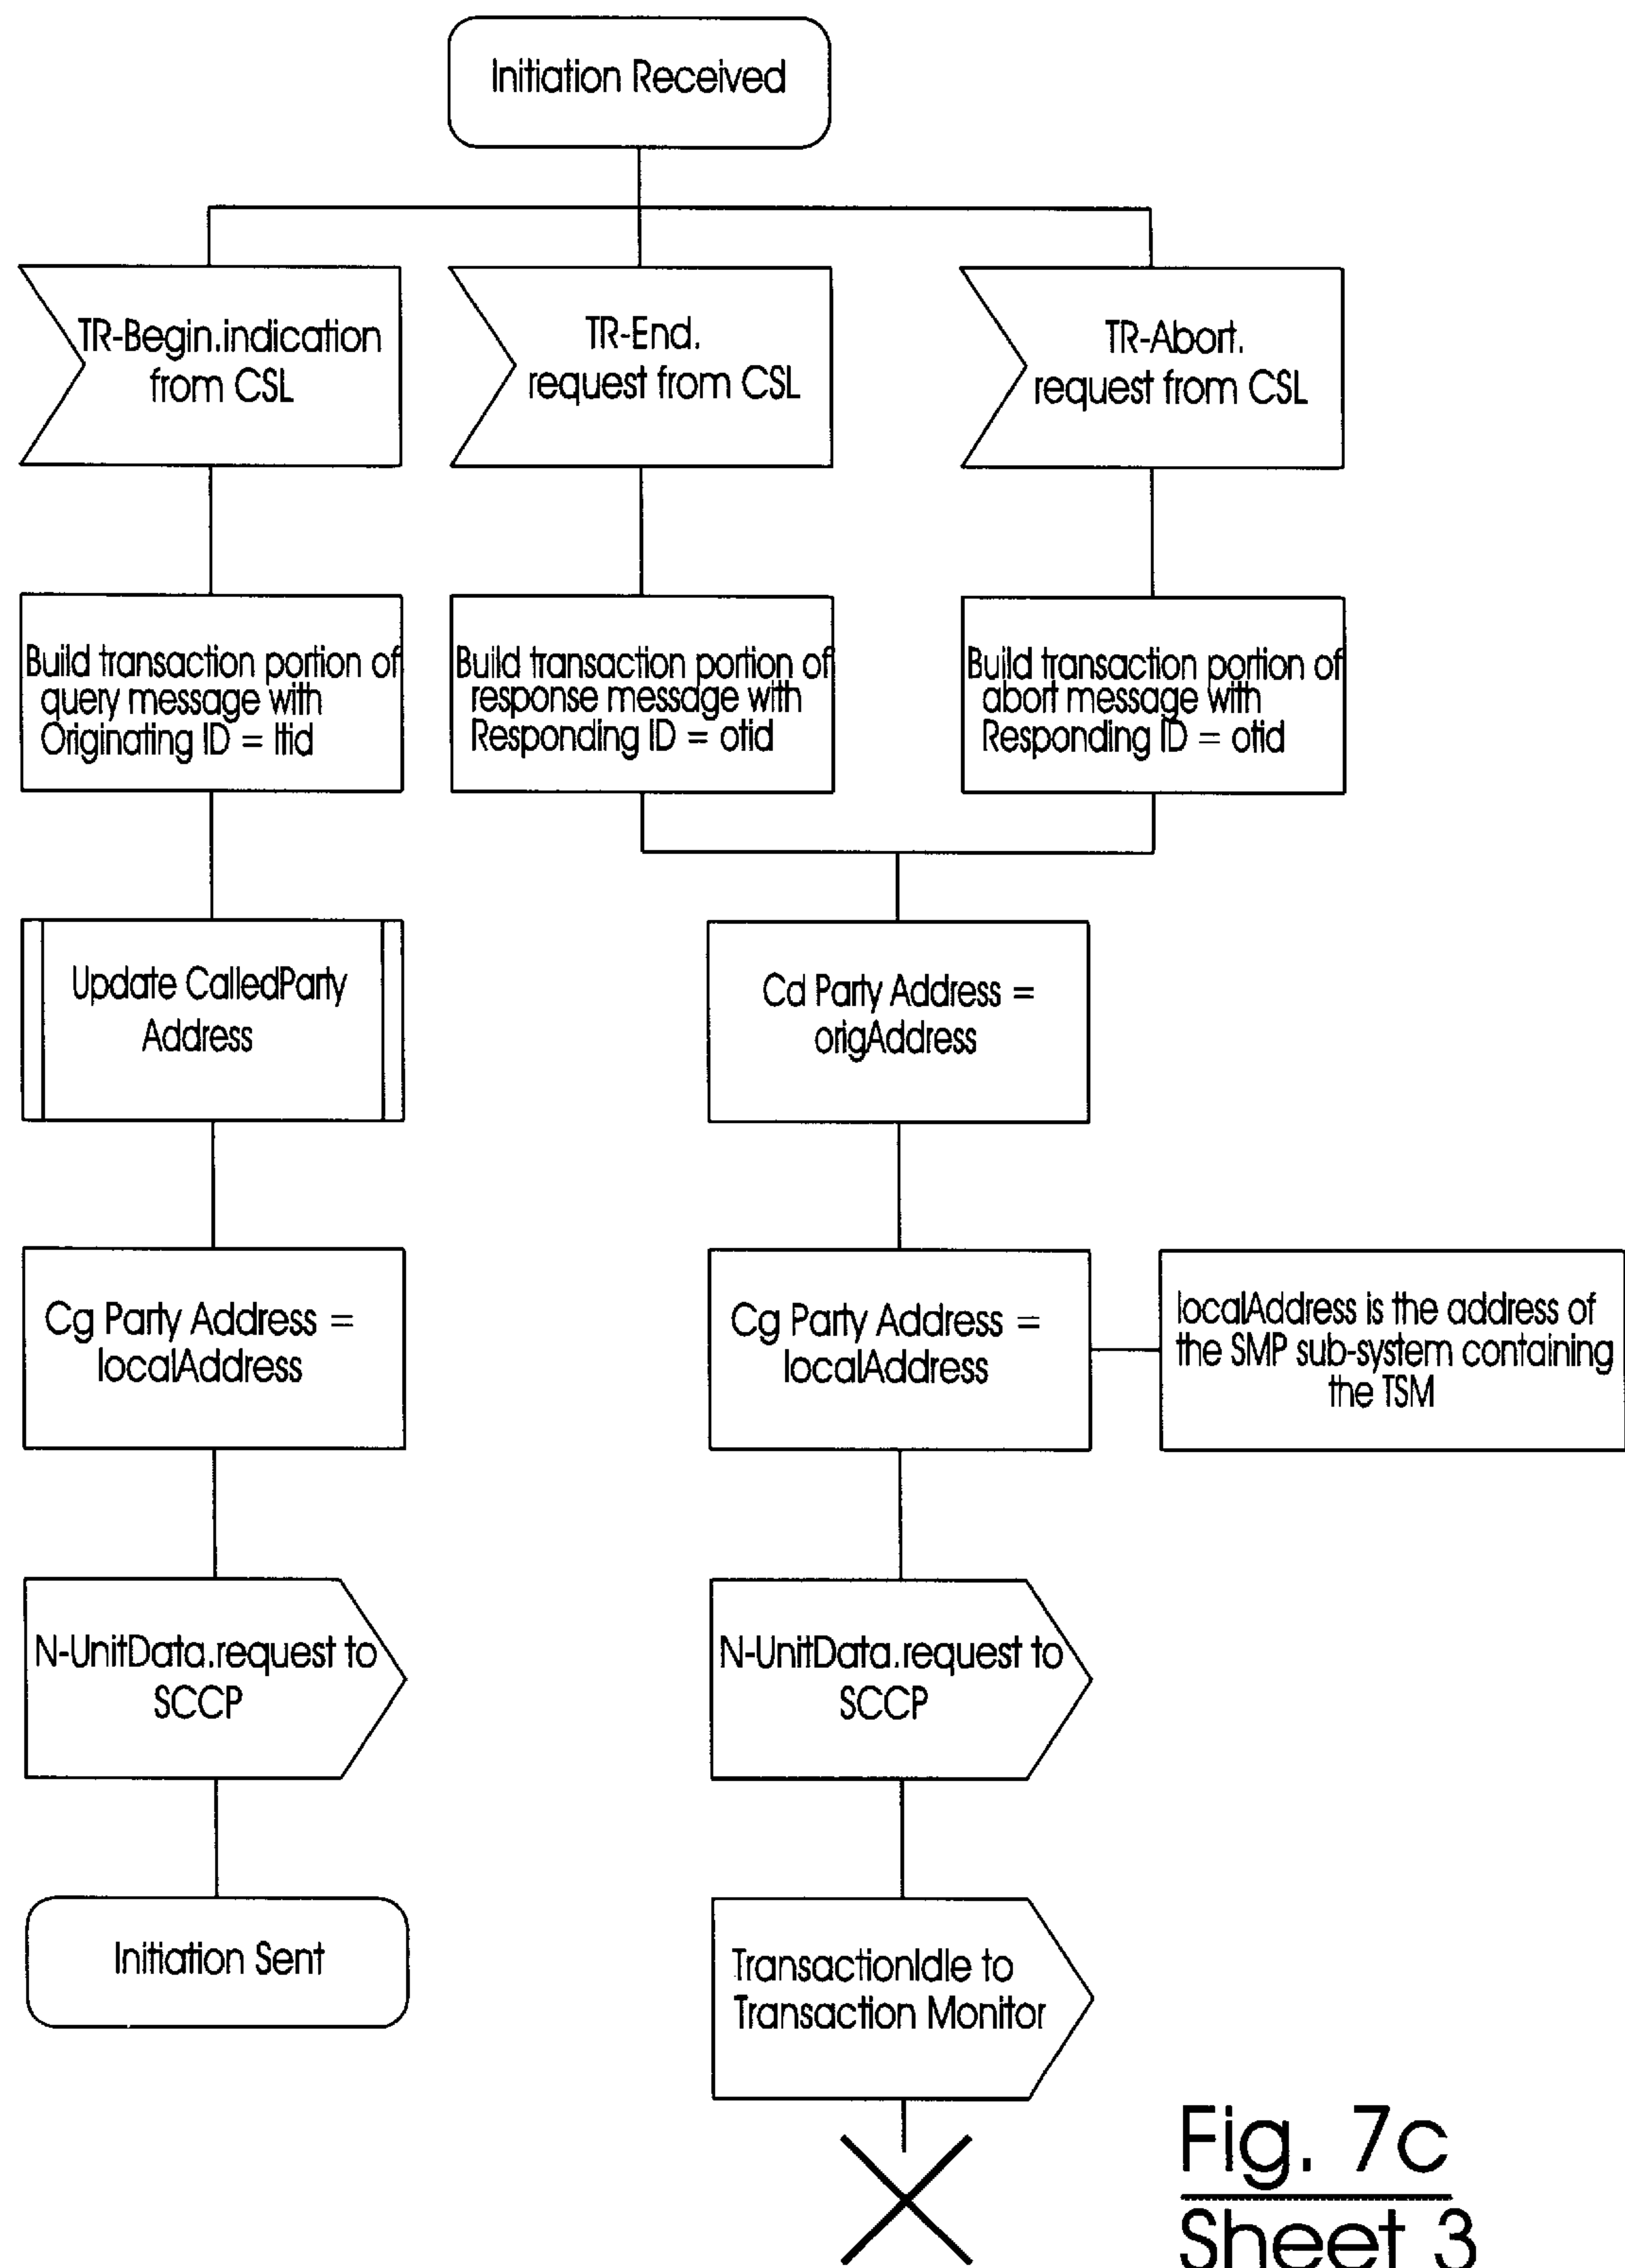 Initiation Received
TR-Begin.indication
from CSL
TR-End.
request from CSL
TR-Abort.
request from CSL
Build transaction portion of
query message with
Originating ID = ltid
Build transaction portion of
response message with
Responding ID = otid
Build transaction portion of
abort message with
Responding ID = otid
Update CalledParty
Address
Cd Party Address =
origAddress
Cg Party Address =
localAddress
Cg Party Address =
localAddress
localAddress is the address of
the SMP sub-system containing
the TSM
N-UnitData.request to
SCCP
N-UnitData.request to
SCCP
Initiation Sent
TransactionIdle to
Transaction Monitor
Fig. 7c
Sheet 3